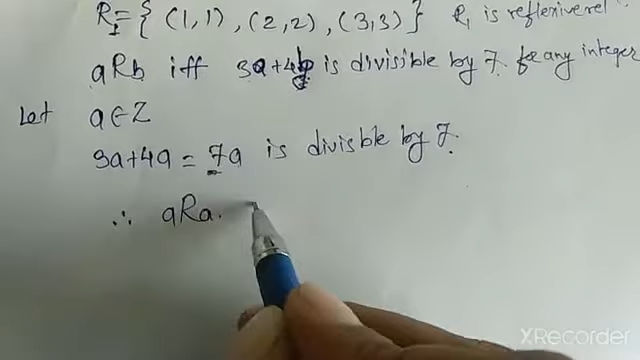 R₁ = { (1,1) , (2,2) , (3,3) } R₁ is reflexive rel
aRb iff 3a+4b is divisible by 7. for any integer
Let a∈Z
3a+4a = 7a is divisble by 7.
∴ aRa.
XRecorder